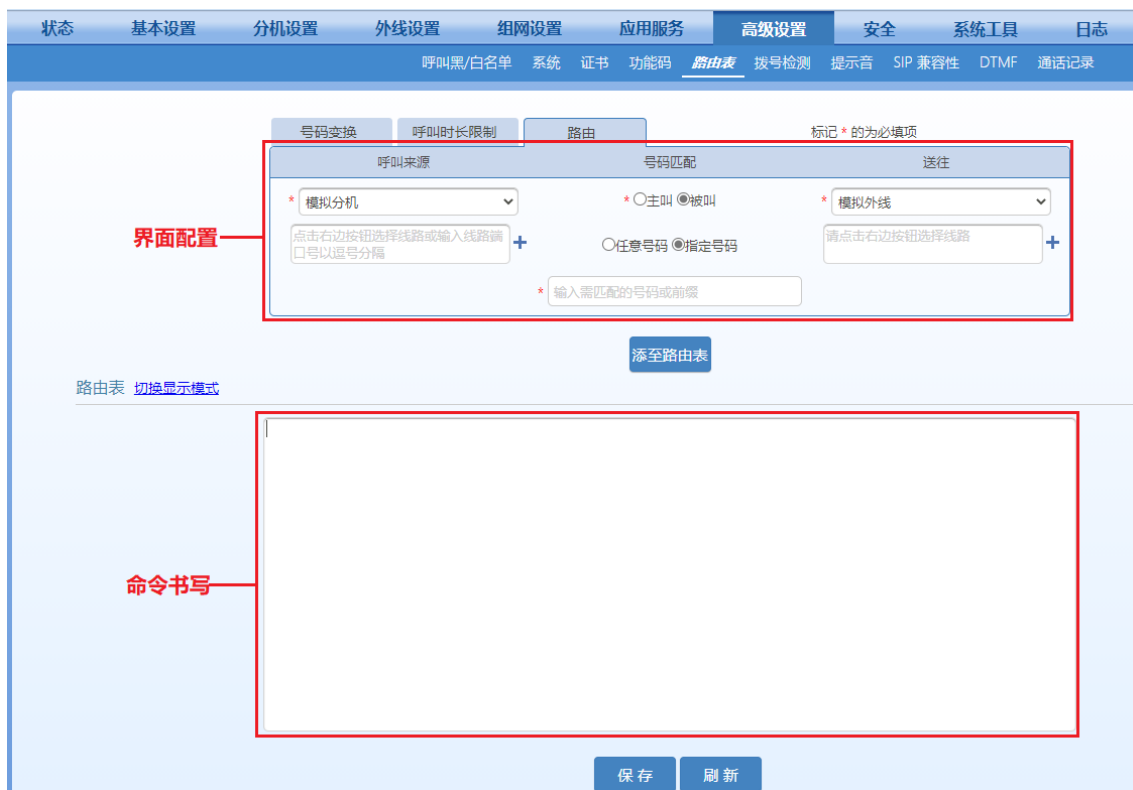 状态 基本设置 分机设置 外线设置 组网设置 应用服务 高级设置 安全 系统工具 日志
呼叫黑/白名单 系统 证书 功能码 路由表 拨号检测 提示音 SIP 兼容性 DTMF 通话记录
号码变换 呼叫时长限制 路由 标记 * 的为必填项
呼叫来源 号码匹配 送往
* 模拟分机 * 主叫 被叫 * 模拟外线
界面配置
点击右边按钮选择线路或输入线路端
口号以逗号分隔
+ 任意号码 指定号码 请点击右边按钮选择线路 +
* 输入需匹配的号码或前缀
添至路由表
路由表 切换显示模式
命令书写
保存 刷新